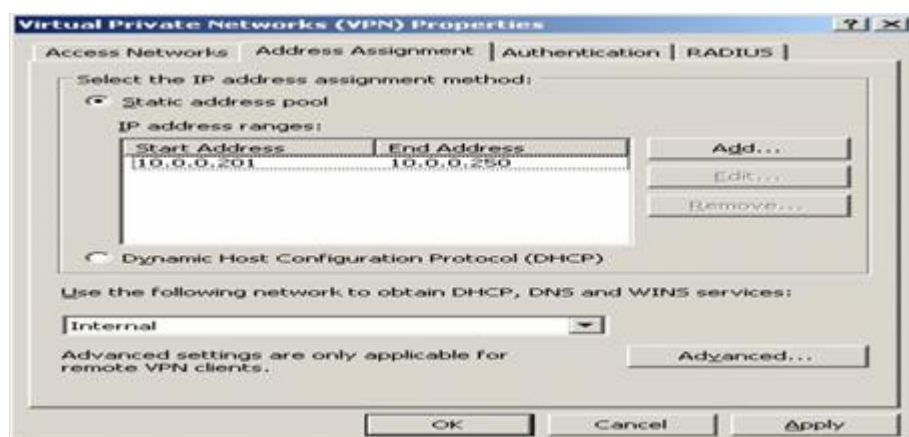 Virtual Private Networks (VPN) Properties
Access Networks Address Assignment Authentication RADIUS
Select the IP address assignment method:
Static address pool
IP address ranges:
Start Address End Address
10.0.0.201 10.0.0.250
Add...
Edit...
Remove...
Dynamic Host Configuration Protocol (DHCP)
Use the following network to obtain DHCP, DNS and WINS services:
Internal
Advanced settings are only applicable for
remote VPN clients.
Advanced...
OK Cancel Apply